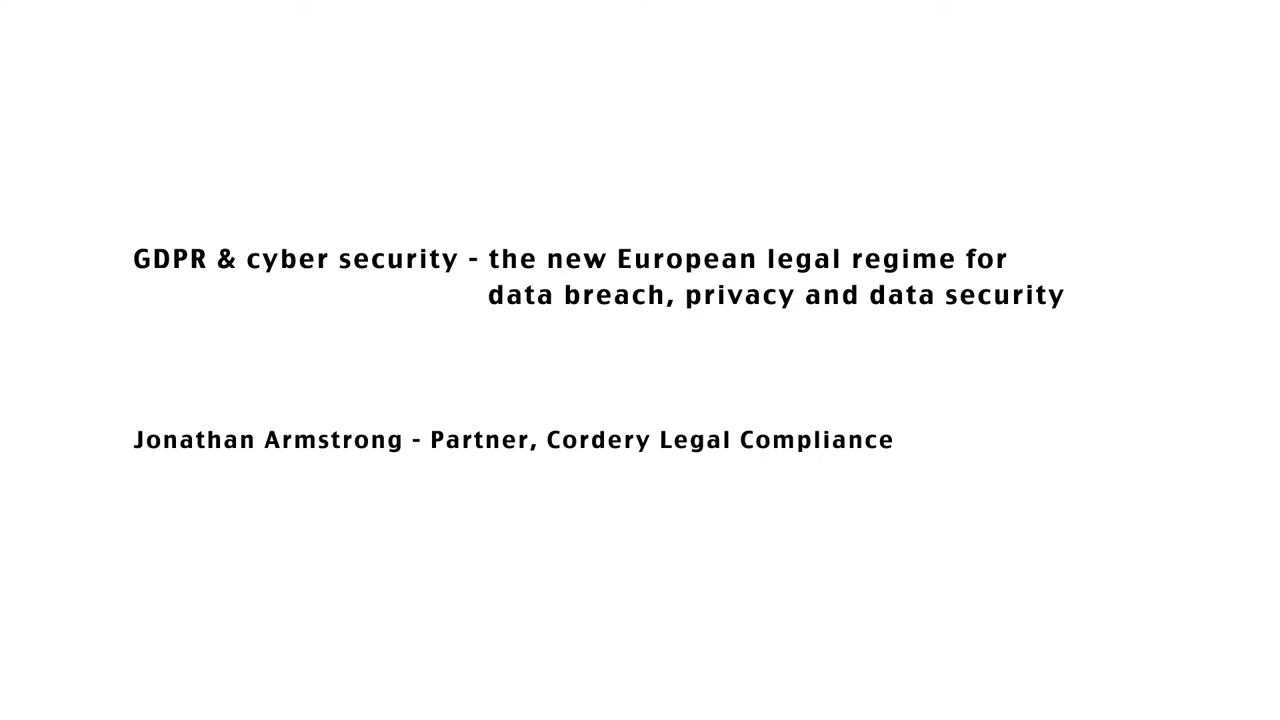 GDPR & cyber security - the new European legal regime for
data breach, privacy and data security
Jonathan Armstrong - Partner, Cordery Legal Compliance